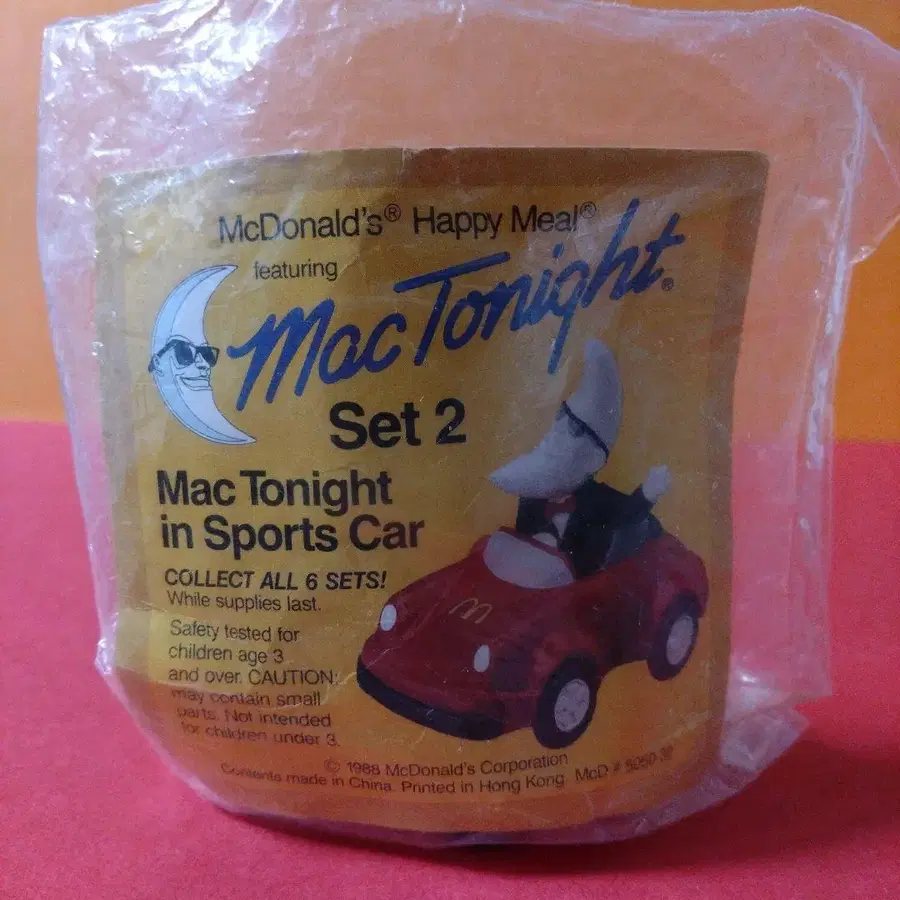 McDonald's® Happy Meal®
featuring
Mac Tonight®
Set 2
Mac Tonight
in Sports Car
COLLECT ALL 6 SETS!
While supplies last.
Safety tested for
children age 3
and over. CAUTION:
may contain small
parts. Not intended
for children under 3.
© 1988 McDonald's Corporation
Contents made in China. Printed in Hong Kong. McD #